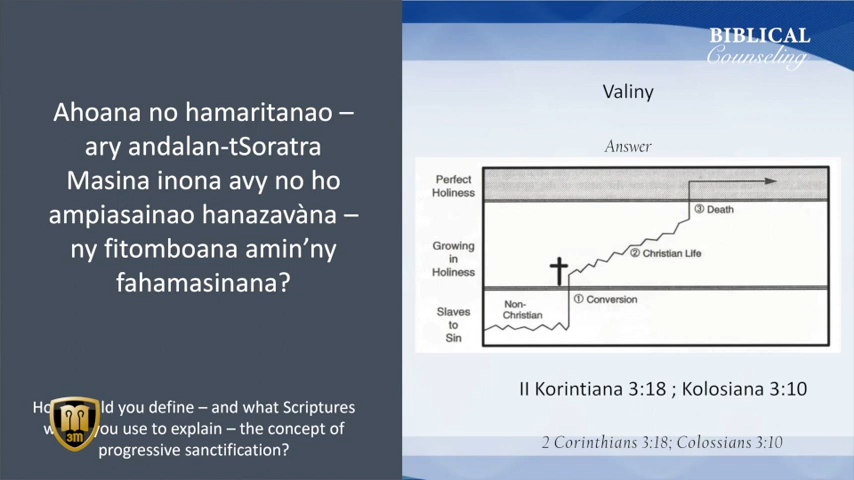 Ahoana no hamaritanao –
ary andalan-tSoratra
Masina inona avy no ho
ampiasainao hanazavàna –
ny fitomboana amin’ny
fahamasinana?
ld you define – and what Scriptures
you use to explain – the concept of
progressive sanctification?
3M
BIBLICAL
Counseling
Valiny
Answer
Perfect
Holiness
③ Death
Growing
in
Holiness
② Christian Life
① Conversion
Non-
Christian
Slaves
to
Sin
II Korintiana 3:18 ; Kolosiana 3:10
2 Corinthians 3:18; Colossians 3:10